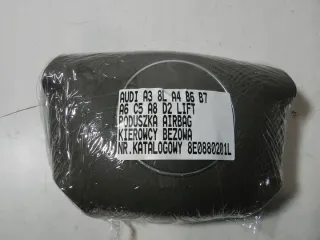 AUDI A3 8L A4 B6 B7
A6 C5 A8 D2 LIFT
PODUSZKA AIRBAG
KIEROWCY BEZOWA
NR.KATALOGOWY 8E0880201L